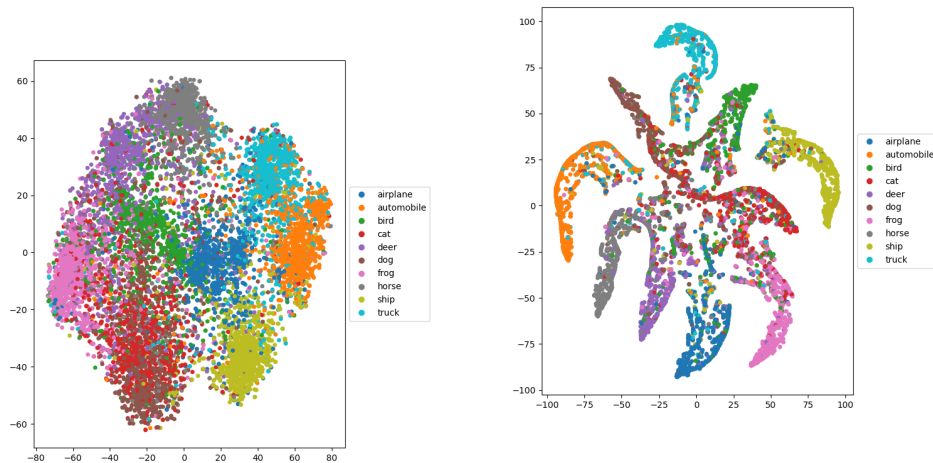 60
40
20
0
−20
−40
−60
−80
−60
−40
−20
0
20
40
60
80
airplane
automobile
bird
cat
deer
dog
frog
horse
ship
truck
100
75
50
25
0
−25
−50
−75
−100
−100
−75
−50
−25
0
25
50
75
100
airplane
automobile
bird
cat
deer
dog
frog
horse
ship
truck